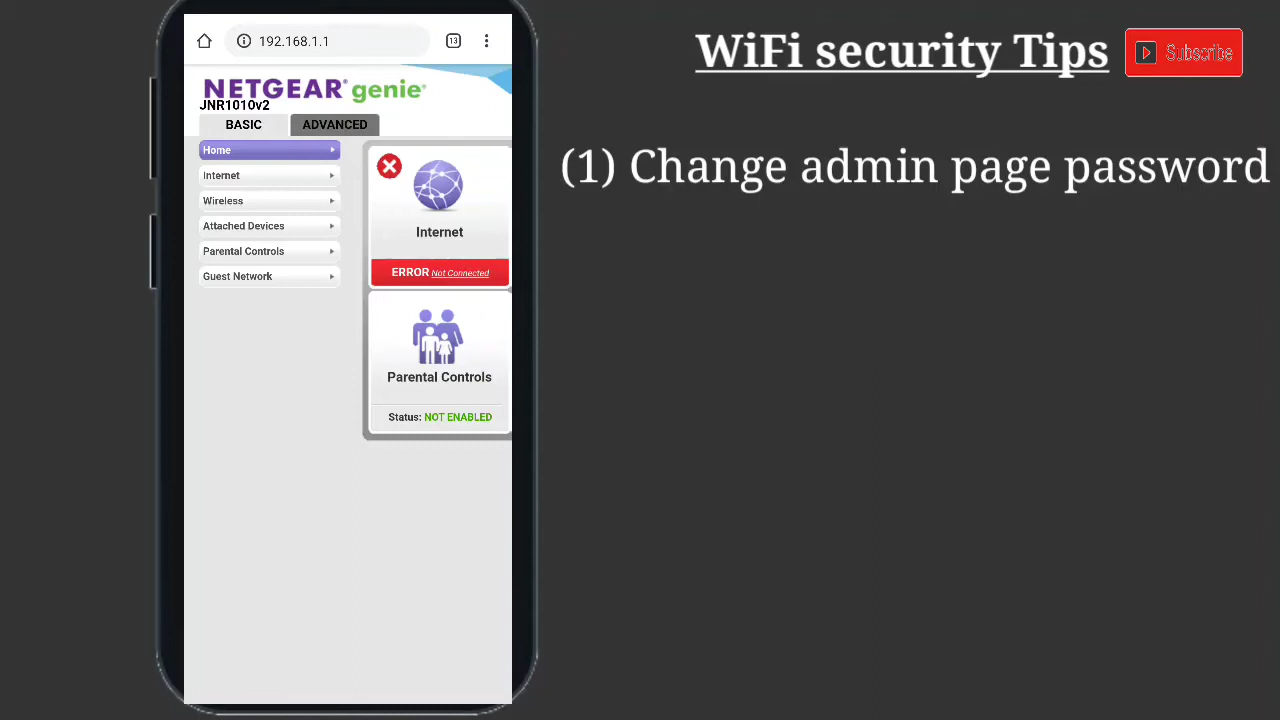 192.168.1.1
13
NETGEAR® genie®
JNR1010v2
BASIC ADVANCED
Home
Internet
Wireless
Attached Devices
Parental Controls
Guest Network
Internet
ERROR Not Connected
Parental Controls
Status: NOT ENABLED
WiFi security Tips
Subscribe
(1) Change admin page password